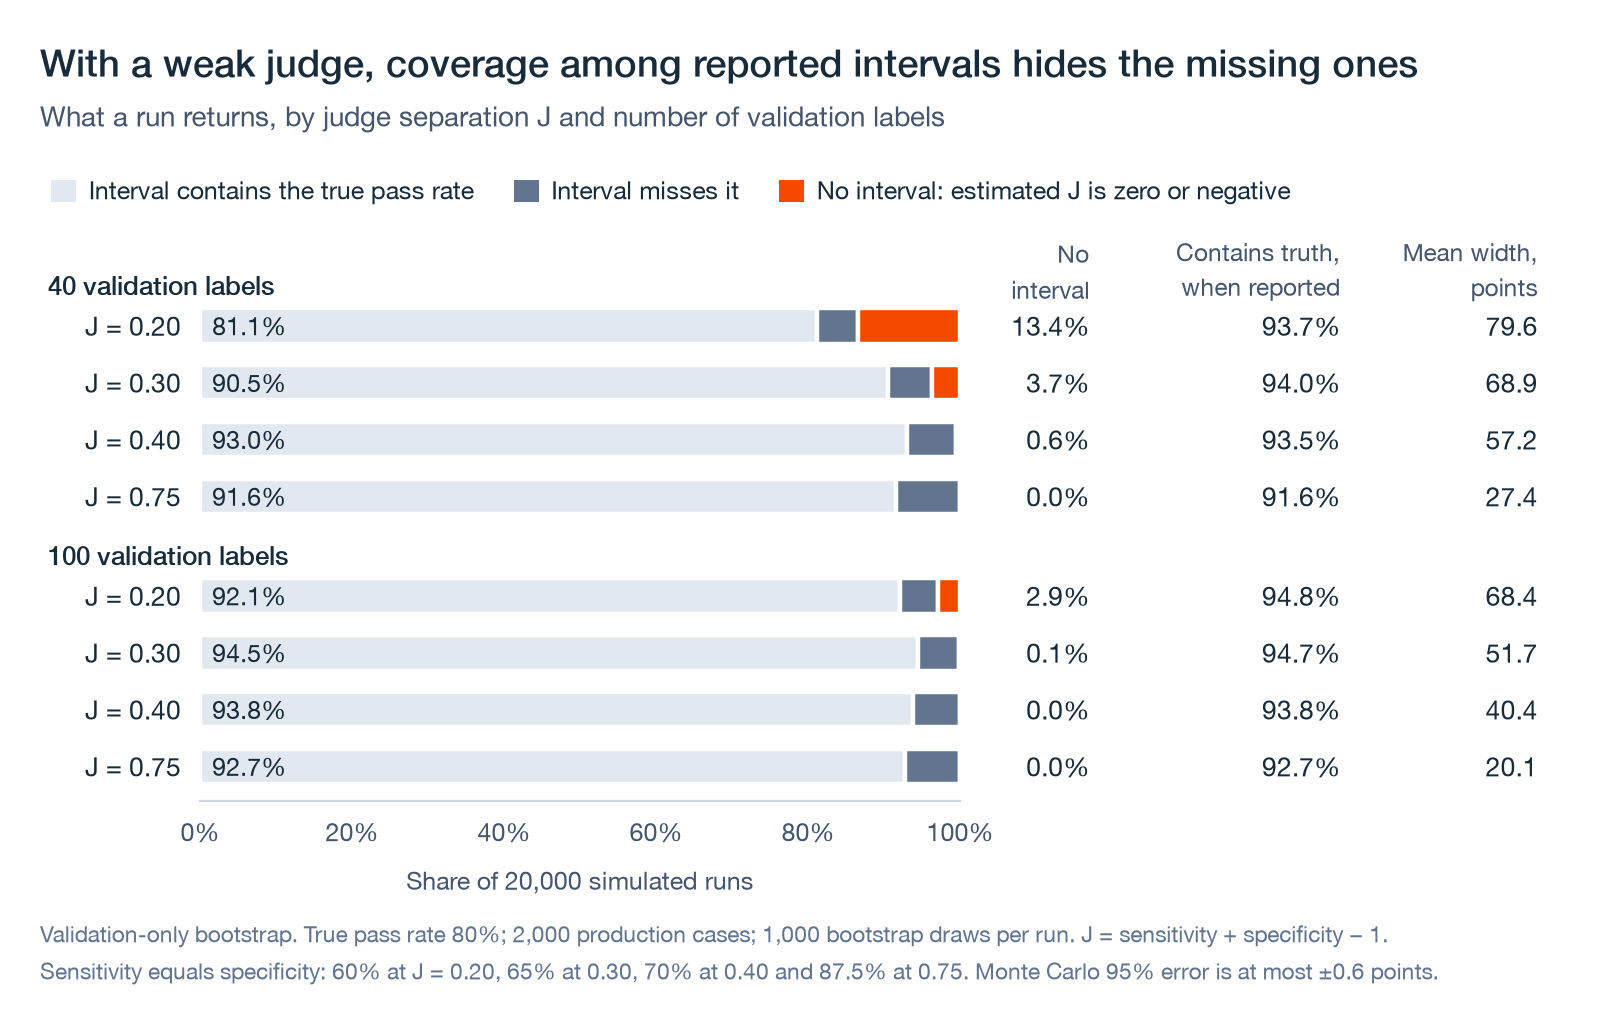 With a weak judge, coverage among reported intervals hides the missing ones
What a run returns, by judge separation J and number of validation labels
Interval contains the true pass rate Interval misses it No interval: estimated J is zero or negative
No interval Contains truth, when reported Mean width, points
40 validation labels
J = 0.20 81.1% 13.4% 93.7% 79.6
J = 0.30 90.5% 3.7% 94.0% 68.9
J = 0.40 93.0% 0.6% 93.5% 57.2
J = 0.75 91.6% 0.0% 91.6% 27.4
100 validation labels
J = 0.20 92.1% 2.9% 94.8% 68.4
J = 0.30 94.5% 0.1% 94.7% 51.7
J = 0.40 93.8% 0.0% 93.8% 40.4
J = 0.75 92.7% 0.0% 92.7% 20.1
0% 20% 40% 60% 80% 100%
Share of 20,000 simulated runs
Validation-only bootstrap. True pass rate 80%; 2,000 production cases; 1,000 bootstrap draws per run. J = sensitivity + specificity − 1.
Sensitivity equals specificity: 60% at J = 0.20, 65% at 0.30, 70% at 0.40 and 87.5% at 0.75. Monte Carlo 95% error is at most ±0.6 points.